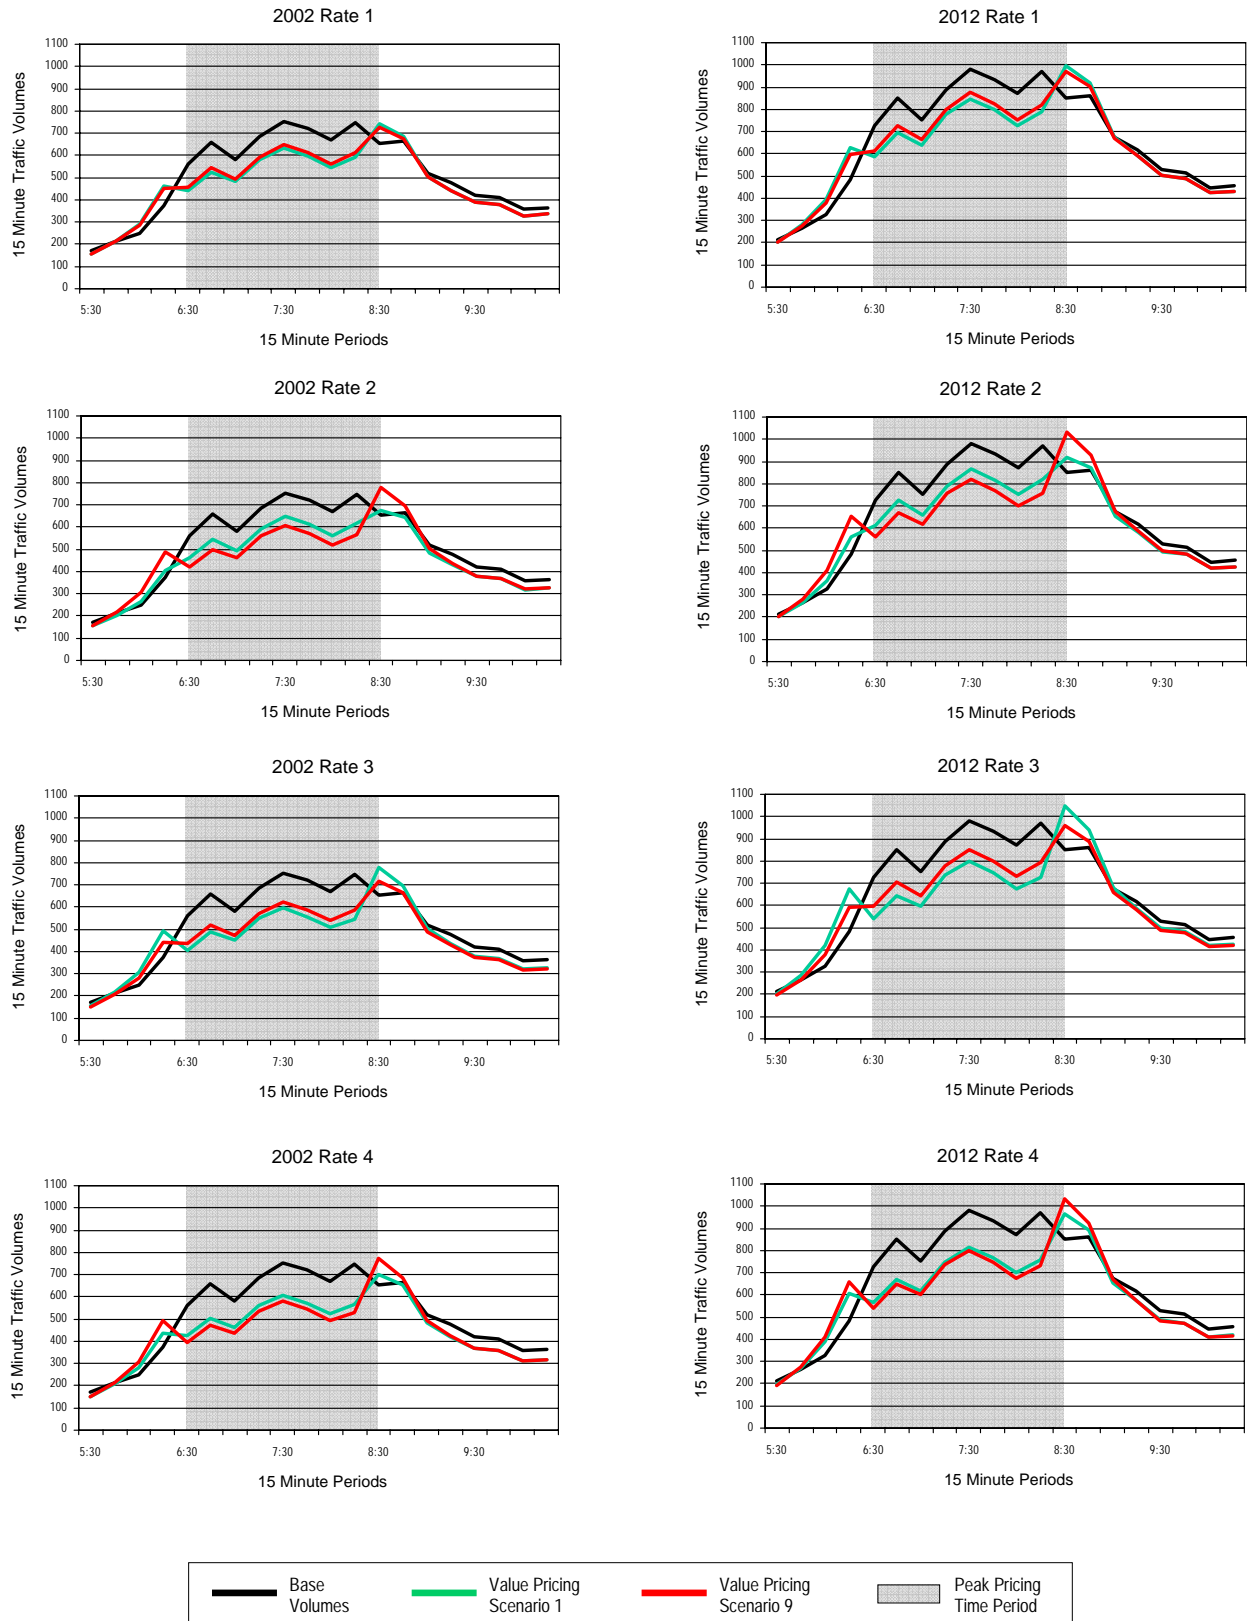 2002 Rate 1
15 Minute Traffic Volumes
1100
1000
900
800
700
600
500
400
300
200
100
0
5:30 6:30 7:30 8:30 9:30
15 Minute Periods
2012 Rate 1
15 Minute Traffic Volumes
1100
1000
900
800
700
600
500
400
300
200
100
0
5:30 6:30 7:30 8:30 9:30
15 Minute Periods
2002 Rate 2
15 Minute Traffic Volumes
1100
1000
900
800
700
600
500
400
300
200
100
0
5:30 6:30 7:30 8:30 9:30
15 Minute Periods
2012 Rate 2
15 Minute Traffic Volumes
1100
1000
900
800
700
600
500
400
300
200
100
0
5:30 6:30 7:30 8:30 9:30
15 Minute Periods
2002 Rate 3
15 Minute Traffic Volumes
1100
1000
900
800
700
600
500
400
300
200
100
0
5:30 6:30 7:30 8:30 9:30
15 Minute Periods
2012 Rate 3
15 Minute Traffic Volumes
1100
1000
900
800
700
600
500
400
300
200
100
0
5:30 6:30 7:30 8:30 9:30
15 Minute Periods
2002 Rate 4
15 Minute Traffic Volumes
1100
1000
900
800
700
600
500
400
300
200
100
0
5:30 6:30 7:30 8:30 9:30
15 Minute Periods
2012 Rate 4
15 Minute Traffic Volumes
1100
1000
900
800
700
600
500
400
300
200
100
0
5:30 6:30 7:30 8:30 9:30
15 Minute Periods
Base
Volumes
Value Pricing
Scenario 1
Value Pricing
Scenario 9
Peak Pricing
Time Period